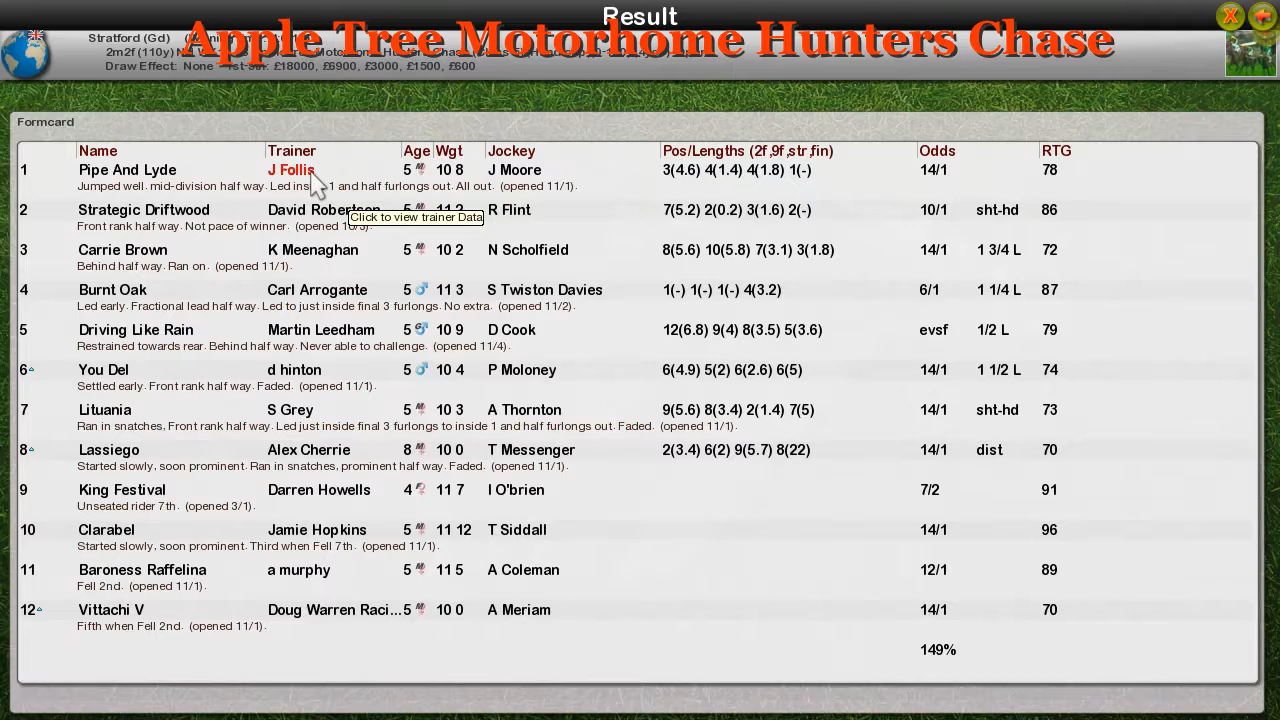 Result
Apple Tree Motorhome Hunters Chase
Stratford (Gd)
2m2f (110y)
Draw Effect: None - 1st-5th: £18000, £6900, £3000, £1500, £600
Formcard
Name Trainer Age Wgt Jockey Pos/Lengths (2f,9f,str,fin) Odds RTG
1 Pipe And Lyde J Follis 5 10 8 J Moore 3(4.6) 4(1.4) 4(1.8) 1(-) 14/1 78
Jumped well. mid-division half way. Led ins 1 and half furlongs out. All out. (opened 11/1).
2 Strategic Driftwood David Robertson 5 11 2 R Flint 7(5.2) 2(0.2) 3(1.6) 2(-) 10/1 sht-hd 86
Click to view trainer Data
Front rank half way. Not pace of winner. (opened 10/3).
3 Carrie Brown K Meenaghan 5 10 2 N Scholfield 8(5.6) 10(5.8) 7(3.1) 3(1.8) 14/1 1 3/4 L 72
Behind half way. Ran on. (opened 11/1).
4 Burnt Oak Carl Arrogante 5 11 3 S Twiston Davies 1(-) 1(-) 1(-) 4(3.2) 6/1 1 1/4 L 87
Led early. Fractional lead half way. Led to just inside final 3 furlongs. No extra. (opened 11/2).
5 Driving Like Rain Martin Leedham 5 10 9 D Cook 12(6.8) 9(4) 8(3.5) 5(3.6) evsf 1/2 L 79
Restrained towards rear. Behind half way. Never able to challenge. (opened 11/4).
6 You Del d hinton 5 10 4 P Moloney 6(4.9) 5(2) 6(2.6) 6(5) 14/1 1 1/2 L 74
Settled early. Front rank half way. Faded. (opened 11/1).
7 Lituania S Grey 5 10 3 A Thornton 9(5.6) 8(3.4) 2(1.4) 7(5) 14/1 sht-hd 73
Ran in snatches, Front rank half way. Led just inside final 3 furlongs to inside 1 and half furlongs out. Faded. (opened 11/1).
8 Lassiego Alex Cherrie 8 10 0 T Messenger 2(3.4) 6(2) 9(5.7) 8(22) 14/1 dist 70
Started slowly, soon prominent. Ran in snatches, prominent half way. Faded. (opened 11/1).
9 King Festival Darren Howells 4 11 7 I O'brien 7/2 91
Unseated rider 7th. (opened 3/1).
10 Clarabel Jamie Hopkins 5 11 12 T Siddall 14/1 96
Started slowly, soon prominent. Third when Fell 7th. (opened 11/1).
11 Baroness Raffelina a murphy 5 11 5 A Coleman 12/1 89
Fell 2nd. (opened 11/1).
12 Vittachi V Doug Warren Raci... 5 10 0 A Meriam 14/1 70
Fifth when Fell 2nd. (opened 11/1).
149%